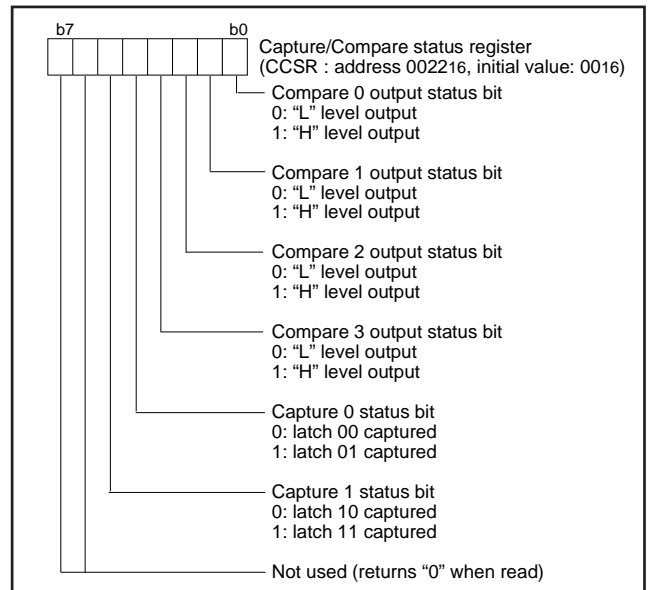 b7 b0
Capture/Compare status register
(CCSR : address 002216, initial value: 0016)
Compare 0 output status bit
0: “L” level output
1: “H” level output
Compare 1 output status bit
0: “L” level output
1: “H” level output
Compare 2 output status bit
0: “L” level output
1: “H” level output
Compare 3 output status bit
0: “L” level output
1: “H” level output
Capture 0 status bit
0: latch 00 captured
1: latch 01 captured
Capture 1 status bit
0: latch 10 captured
1: latch 11 captured
Not used (returns “0” when read)